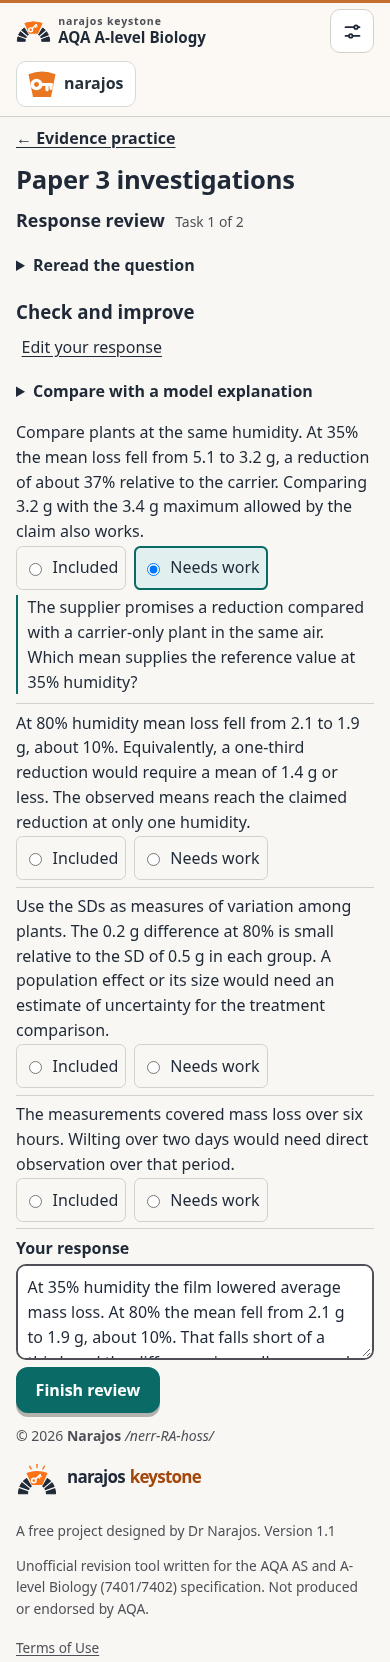 narajos keystone
AQA A-level Biology
narajos
← Evidence practice
Paper 3 investigations
Response review Task 1 of 2
Reread the question
Check and improve
Edit your response
Compare with a model explanation
Compare plants at the same humidity. At 35%
the mean loss fell from 5.1 to 3.2 g, a reduction
of about 37% relative to the carrier. Comparing
3.2 g with the 3.4 g maximum allowed by the
claim also works.
Included Needs work
The supplier promises a reduction compared
with a carrier-only plant in the same air.
Which mean supplies the reference value at
35% humidity?
At 80% humidity mean loss fell from 2.1 to 1.9
g, about 10%. Equivalently, a one-third
reduction would require a mean of 1.4 g or
less. The observed means reach the claimed
reduction at only one humidity.
Included Needs work
Use the SDs as measures of variation among
plants. The 0.2 g difference at 80% is small
relative to the SD of 0.5 g in each group. A
population effect or its size would need an
estimate of uncertainty for the treatment
comparison.
Included Needs work
The measurements covered mass loss over six
hours. Wilting over two days would need direct
observation over that period.
Included Needs work
Your response
At 35% humidity the film lowered average
mass loss. At 80% the mean fell from 2.1 g
to 1.9 g, about 10%. That falls short of a
Finish review
© 2026 Narajos /nerr-RA-hoss/
narajos keystone
A free project designed by Dr Narajos. Version 1.1
Unofficial revision tool written for the AQA AS and A-
level Biology (7401/7402) specification. Not produced
or endorsed by AQA.
Terms of Use